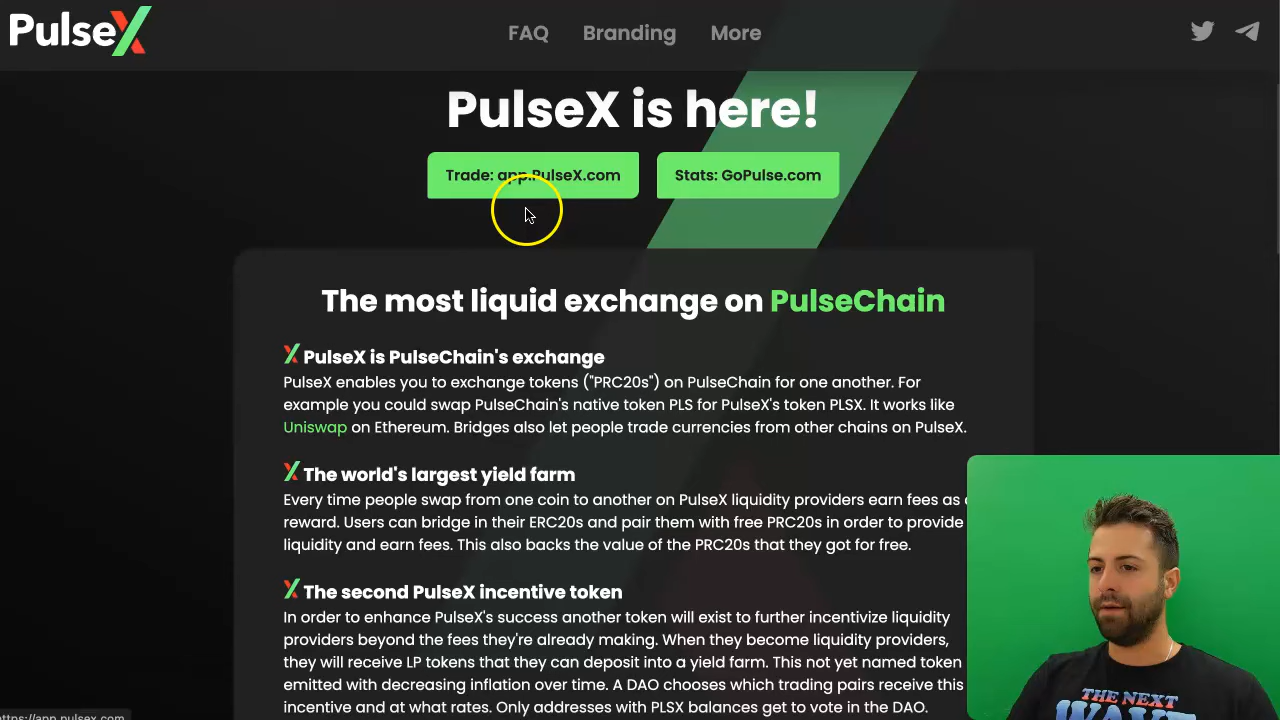 PulseX
FAQ
Branding
More
PulseX is here!
Trade: app.PulseX.com
Stats: GoPulse.com
The most liquid exchange on PulseChain
PulseX is PulseChain's exchange
PulseX enables you to exchange tokens ("PRC20s") on PulseChain for one another. For
example you could swap PulseChain's native token PLS for PulseX's token PLSX. It works like
Uniswap on Ethereum. Bridges also let people trade currencies from other chains on PulseX.
The world's largest yield farm
Every time people swap from one coin to another on PulseX liquidity providers earn fees as
reward. Users can bridge in their ERC20s and pair them with free PRC20s in order to provide
liquidity and earn fees. This also backs the value of the PRC20s that they got for free.
The second PulseX incentive token
In order to enhance PulseX's success another token will exist to further incentivize liquidity
providers beyond the fees they're already making. When they become liquidity providers,
they will receive LP tokens that they can deposit into a yield farm. This not yet named token
emitted with decreasing inflation over time. A DAO chooses which trading pairs receive this
incentive and at what rates. Only addresses with PLSX balances get to vote in the DAO.
https://app.pulsex.com
THE NEXT